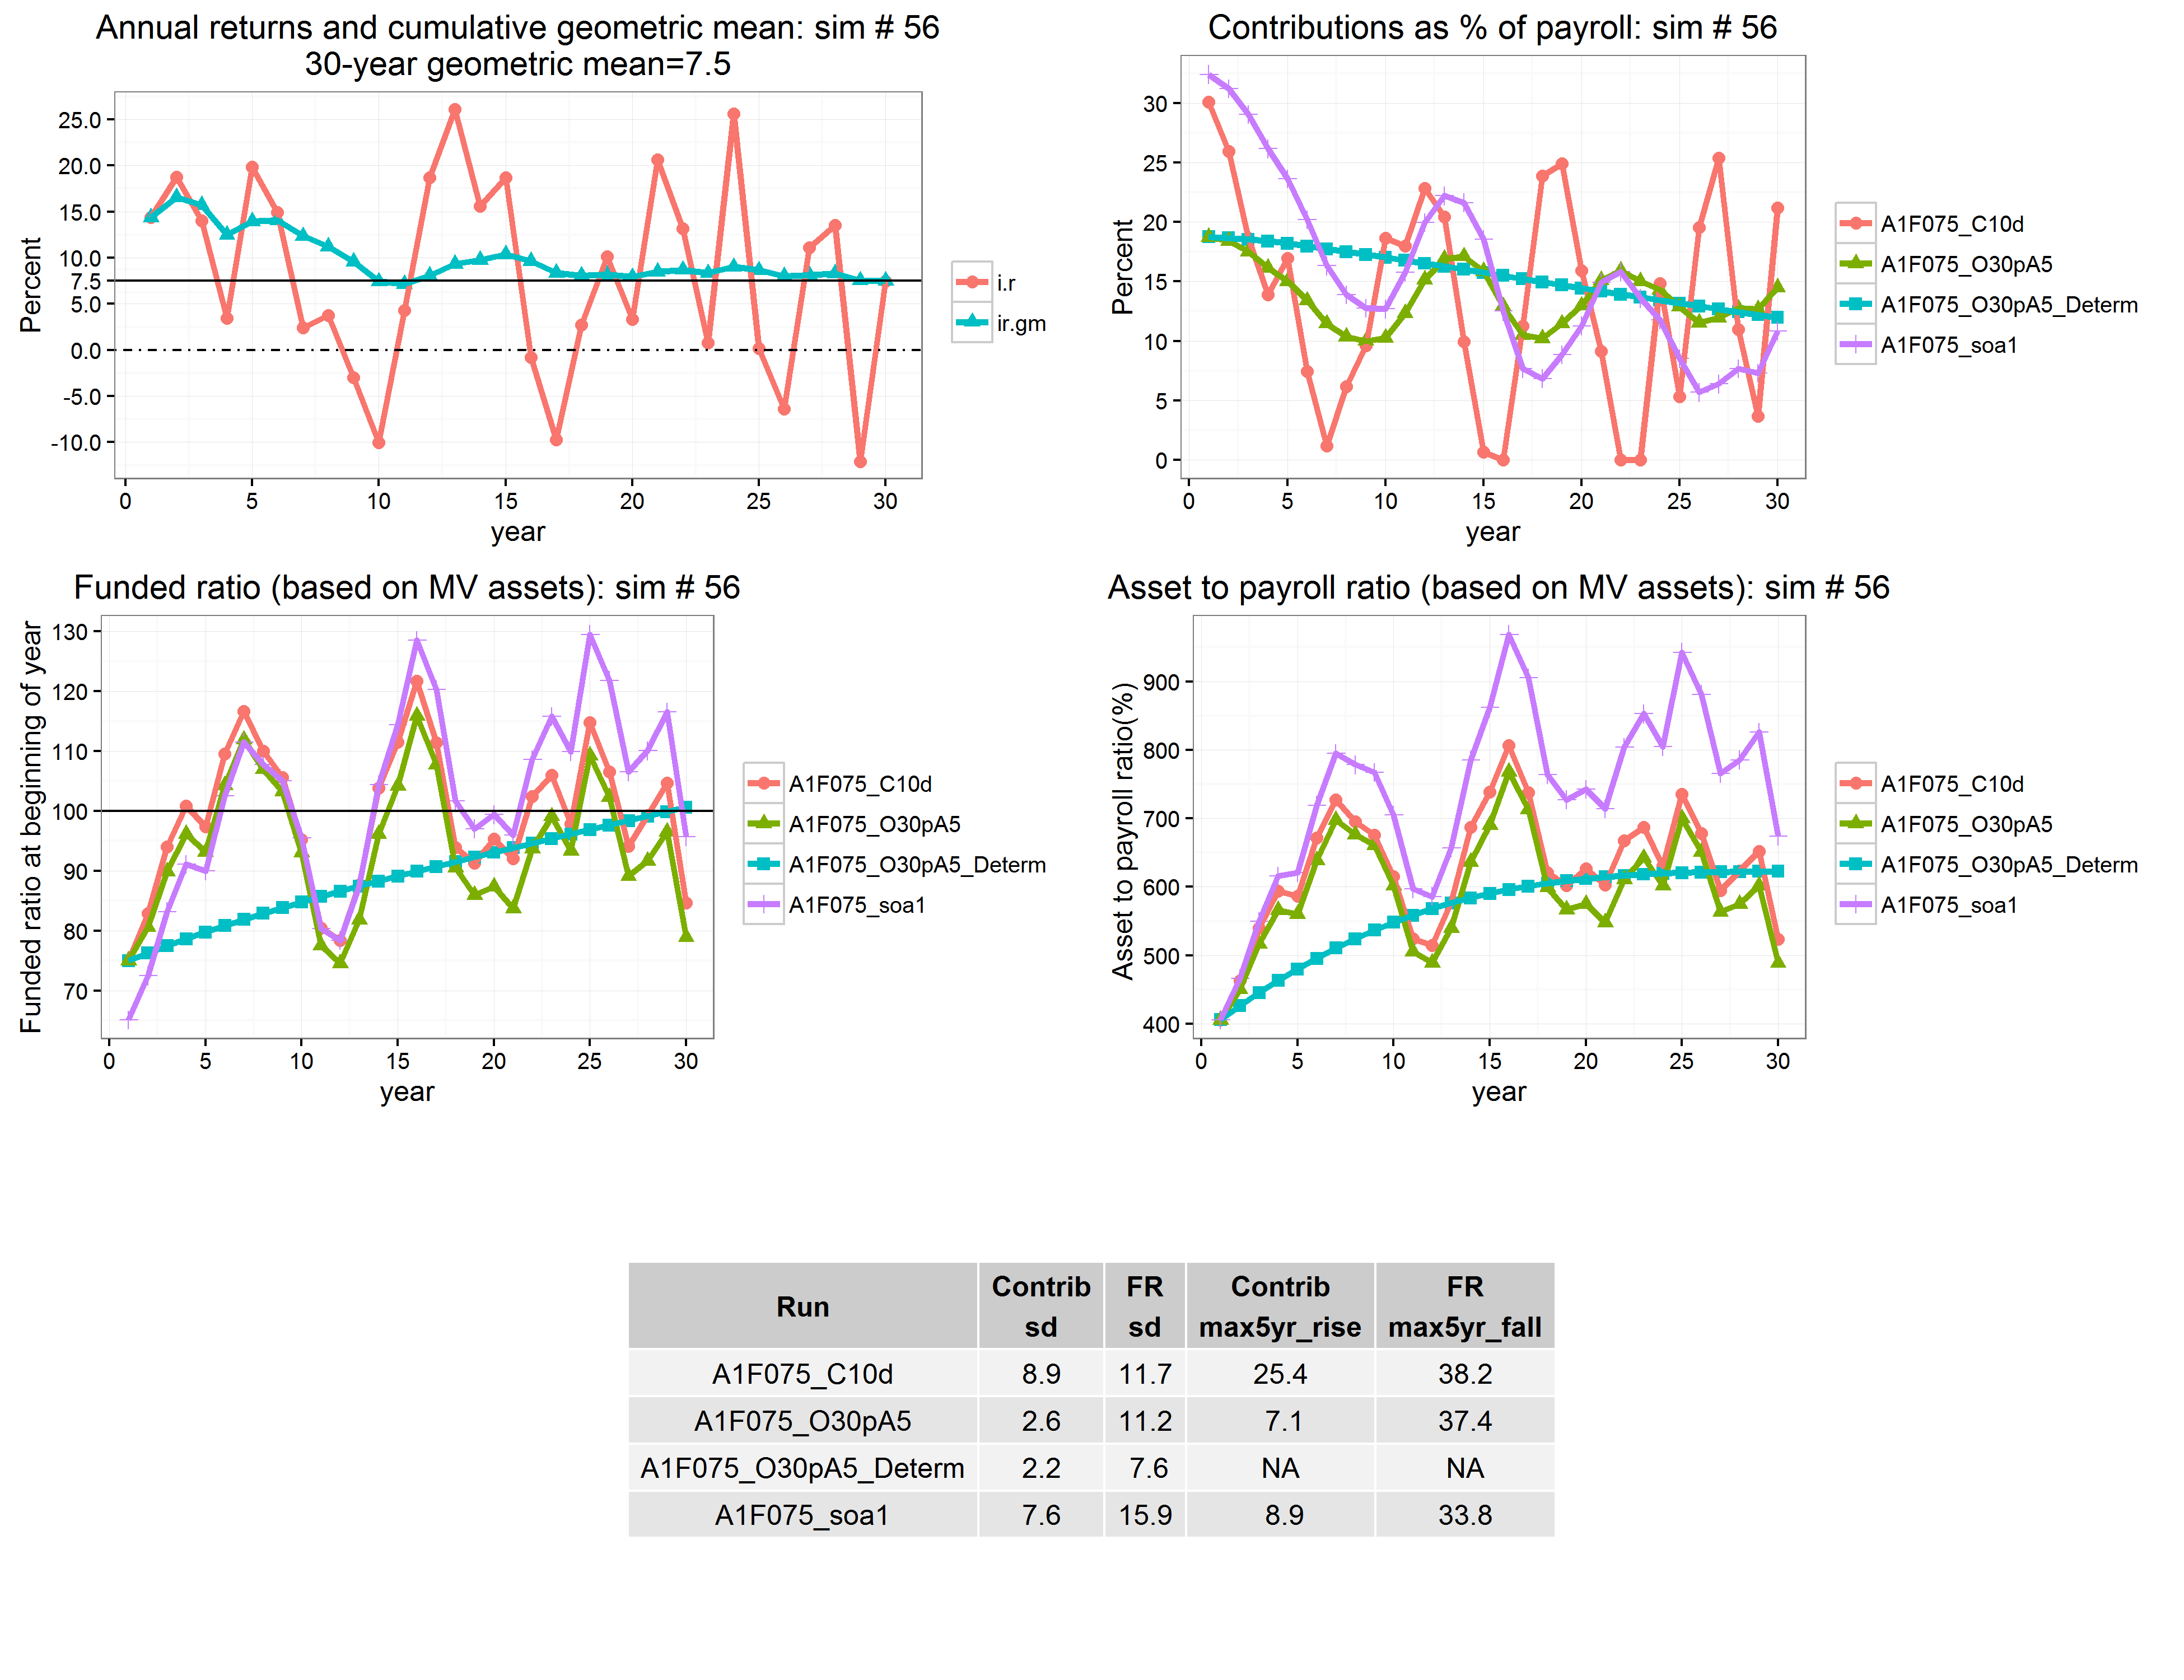 Annual returns and cumulative geometric mean: sim # 56
30-year geometric mean=7.5
Percent
25.0
20.0
15.0
10.0
7.5
5.0
0.0
-5.0
-10.0
0 5 10 15 20 25 30
year
i.r
ir.gm
Contributions as % of payroll: sim # 56
Percent
30
25
20
15
10
5
0
0 5 10 15 20 25 30
year
A1F075_C10d
A1F075_O30pA5
A1F075_O30pA5_Determ
A1F075_soa1
Funded ratio (based on MV assets): sim # 56
Funded ratio at beginning of year
130
120
110
100
90
80
70
0 5 10 15 20 25 30
year
A1F075_C10d
A1F075_O30pA5
A1F075_O30pA5_Determ
A1F075_soa1
Asset to payroll ratio (based on MV assets): sim # 56
Asset to payroll ratio(%)
900
800
700
600
500
400
0 5 10 15 20 25 30
year
A1F075_C10d
A1F075_O30pA5
A1F075_O30pA5_Determ
A1F075_soa1
Run Contrib sd FR sd Contrib max5yr_rise FR max5yr_fall
A1F075_C10d 8.9 11.7 25.4 38.2
A1F075_O30pA5 2.6 11.2 7.1 37.4
A1F075_O30pA5_Determ 2.2 7.6 NA NA
A1F075_soa1 7.6 15.9 8.9 33.8